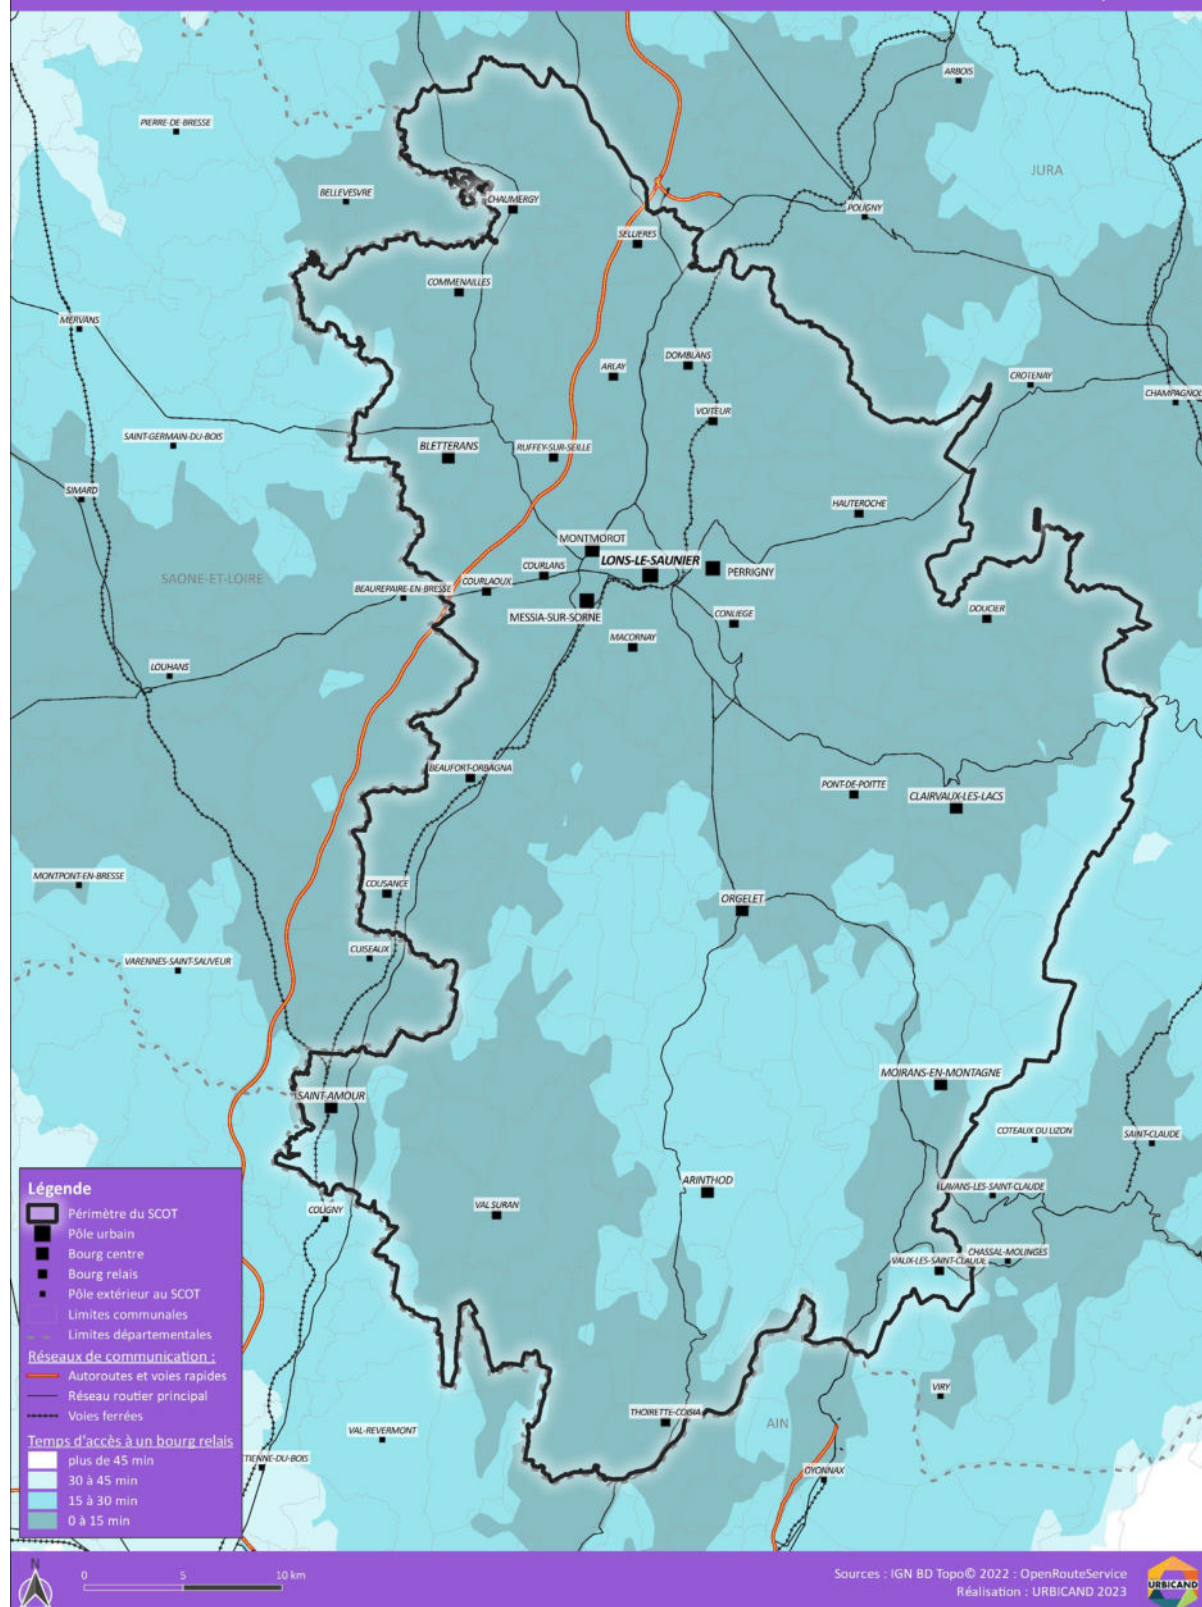 ARBOIS
PIERRE-DE-BRESSE
JURA
BELLEVESVRE
CHAUMERGY
POLIGNY
SELLIERES
COMMENAILLES
MERVANS
DOMBLANS
ARLAY
CROTENAY
CHAMPAGNOL
VOITEUR
SAINT-GERMAIN-DU-BOIS
BLETTERANS
RUFFEY-SUR-SEILLE
SIMARD
HAUTEROCHE
MONTMOROT
LONS-LE-SAUNIER
PERRIGNY
COURLANS
SAONE-ET-LOIRE
COURLAOUX
BEAUREPAIRE-EN-BRESSE
DOUCIER
MESSIA-SUR-SORNE
CONLIEGE
MACORNAY
LOUHANS
BEAUFORT-ORBAGNA
PONT-DE-POITTE
CLAIRVAUX-LES-LACS
MONTPONT-EN-BRESSE
COUSANCE
ORGELET
CUISEAUX
VARENNES-SAINT-SAUVEUR
MOIRANS-EN-MONTAGNE
SAINT-AMOUR
COTEAUX DU LIZON
SAINT-CLAUDE
ARINTHOD
LAVANS-LES-SAINT-CLAUDE
VAL SURAN
COLIGNY
CHASSAL-MOLINGES
VAUX-LES-SAINT-CLAUDE
VIRY
THOIRETTE-COISIA
AIN
VAL-REVERMONT
ETIENNE-DU-BOIS
OYONNAX
Légende
Périmètre du SCOT
Pôle urbain
Bourg centre
Bourg relais
Pôle extérieur au SCOT
Limites communales
Limites départementales
Réseaux de communication :
Autoroutes et voies rapides
Réseau routier principal
Voies ferrées
Temps d'accès à un bourg relais
plus de 45 min
30 à 45 min
15 à 30 min
0 à 15 min
N
0 5 10 km
Sources : IGN BD Topo© 2022 : OpenRouteService
Réalisation : URBICAND 2023
URBICAND